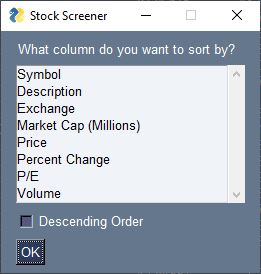 Stock Screener
What column do you want to sort by?
Symbol
Description
Exchange
Market Cap (Millions)
Price
Percent Change
P/E
Volume
Descending Order
OK